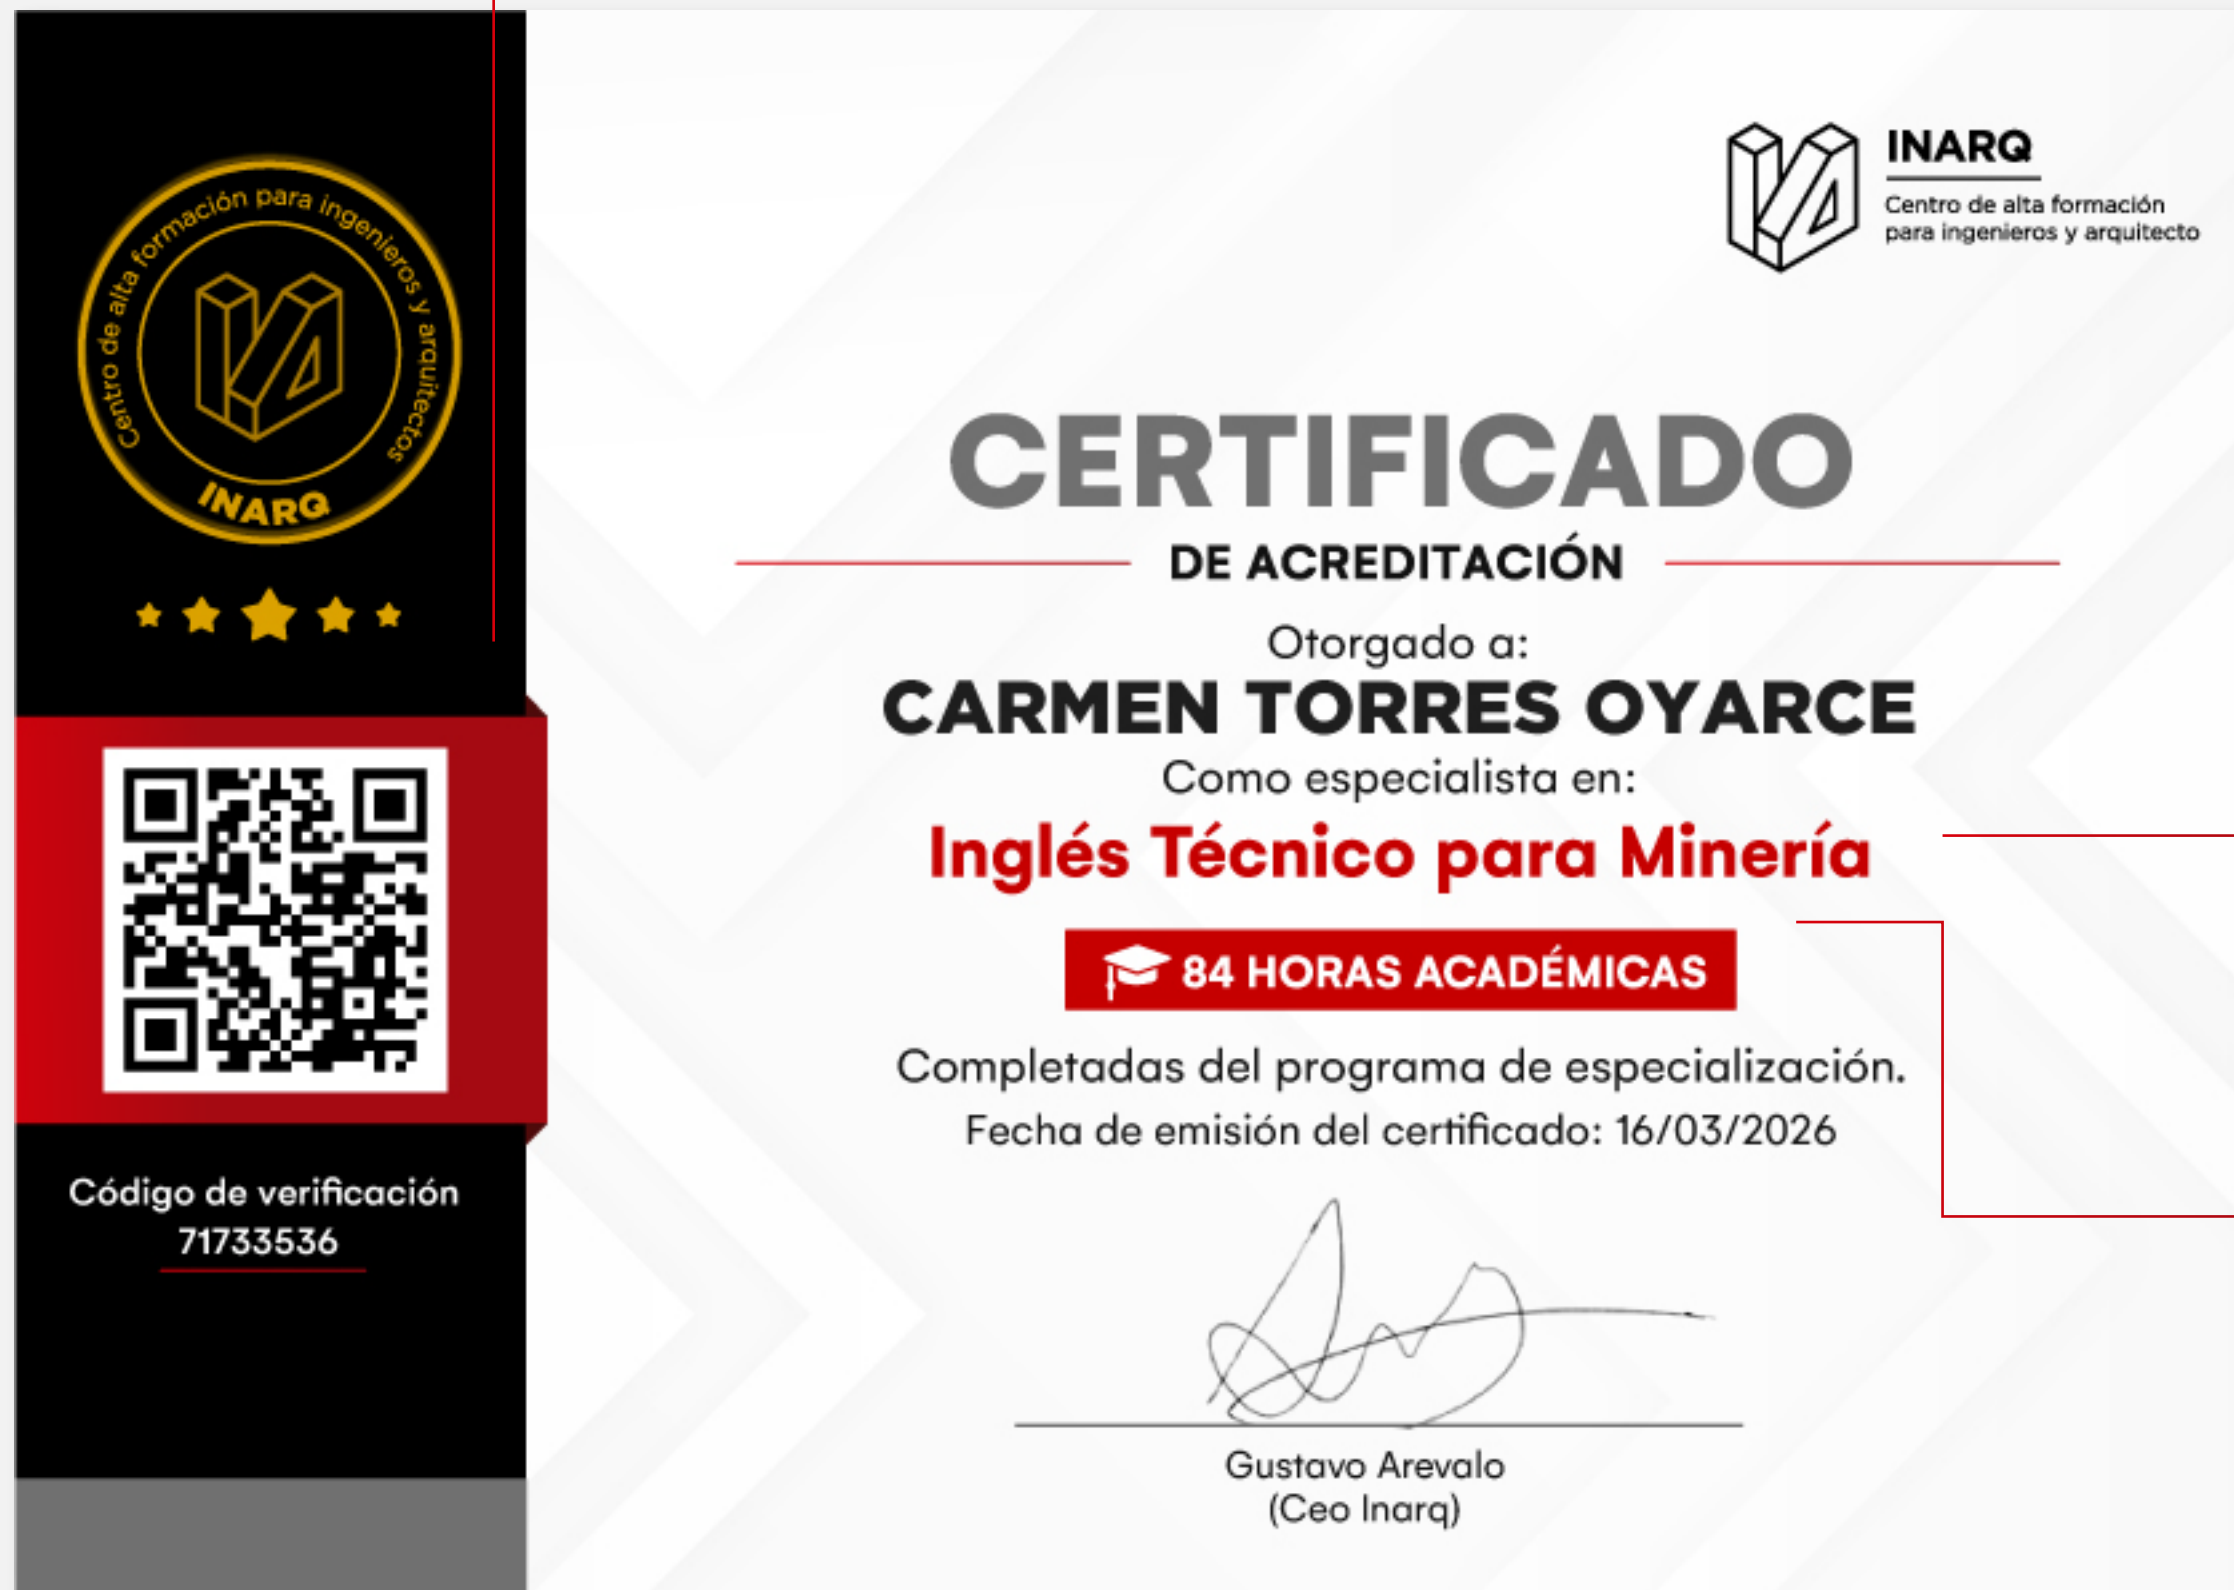 Centro de alta formación para ingenieros y arquitectos
INARQ
Código de verificación
71733536
INARQ
Centro de alta formación
para ingenieros y arquitecto
CERTIFICADO
DE ACREDITACIÓN
Otorgado a:
CARMEN TORRES OYARCE
Como especialista en:
Inglés Técnico para Minería
84 HORAS ACADÉMICAS
Completadas del programa de especialización.
Fecha de emisión del certificado: 16/03/2026
Gustavo Arevalo
(Ceo Inarq)